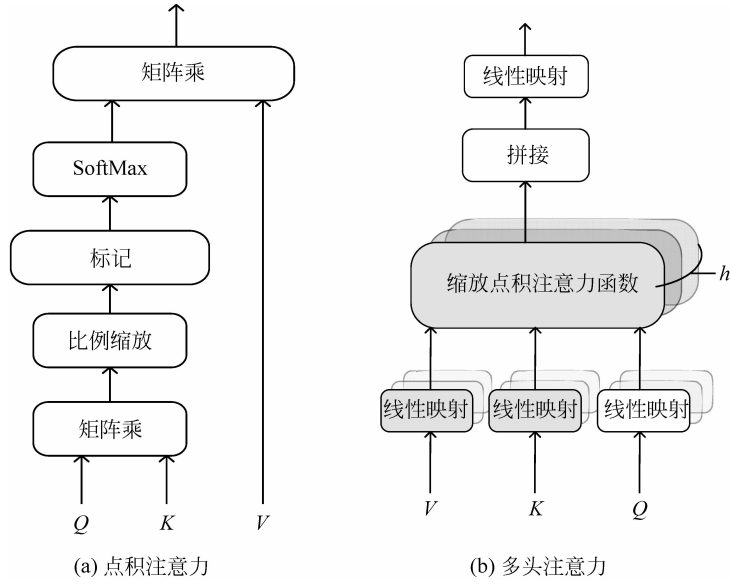 矩阵乘
SoftMax
标记
比例缩放
矩阵乘
Q K V
(a) 点积注意力
线性映射
拼接
缩放点积注意力函数
h
线性映射 线性映射 线性映射
V K Q
(b) 多头注意力